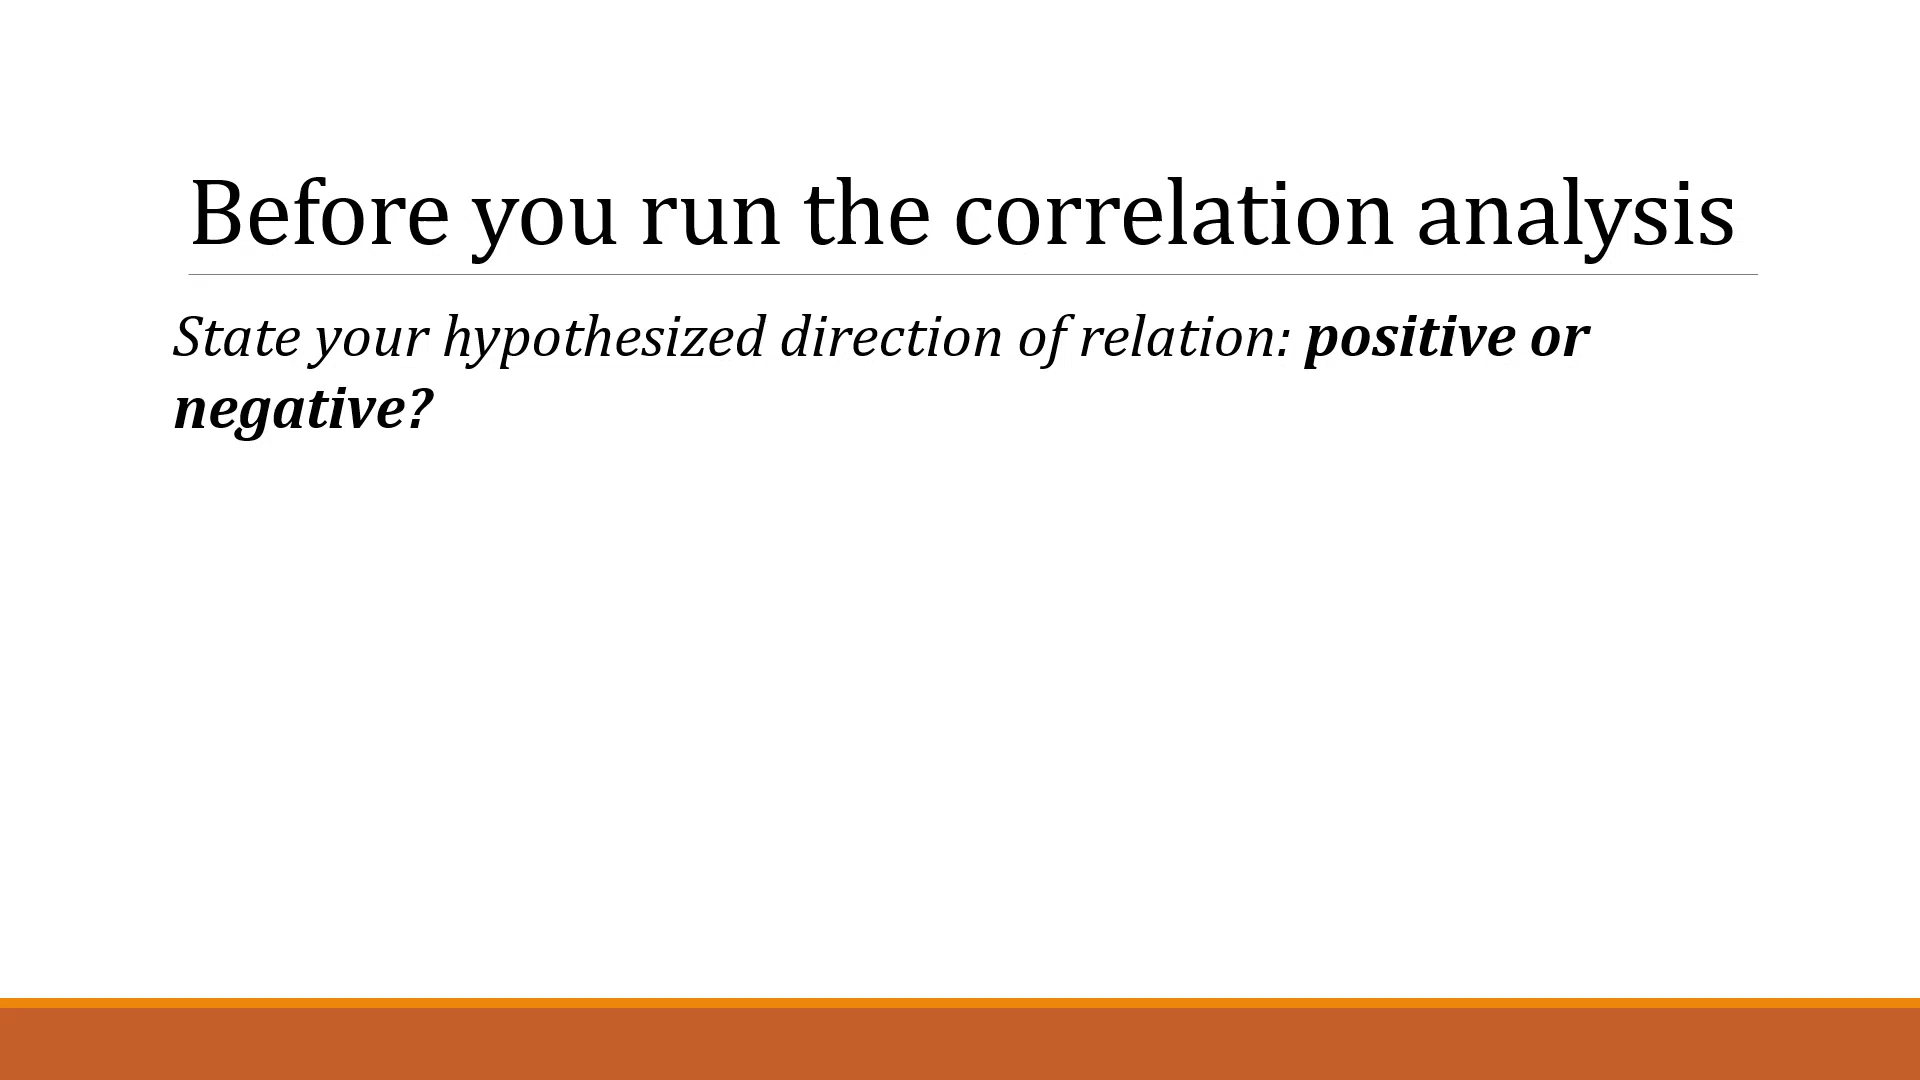 Before you run the correlation analysis
State your hypothesized direction of relation: positive or
negative?